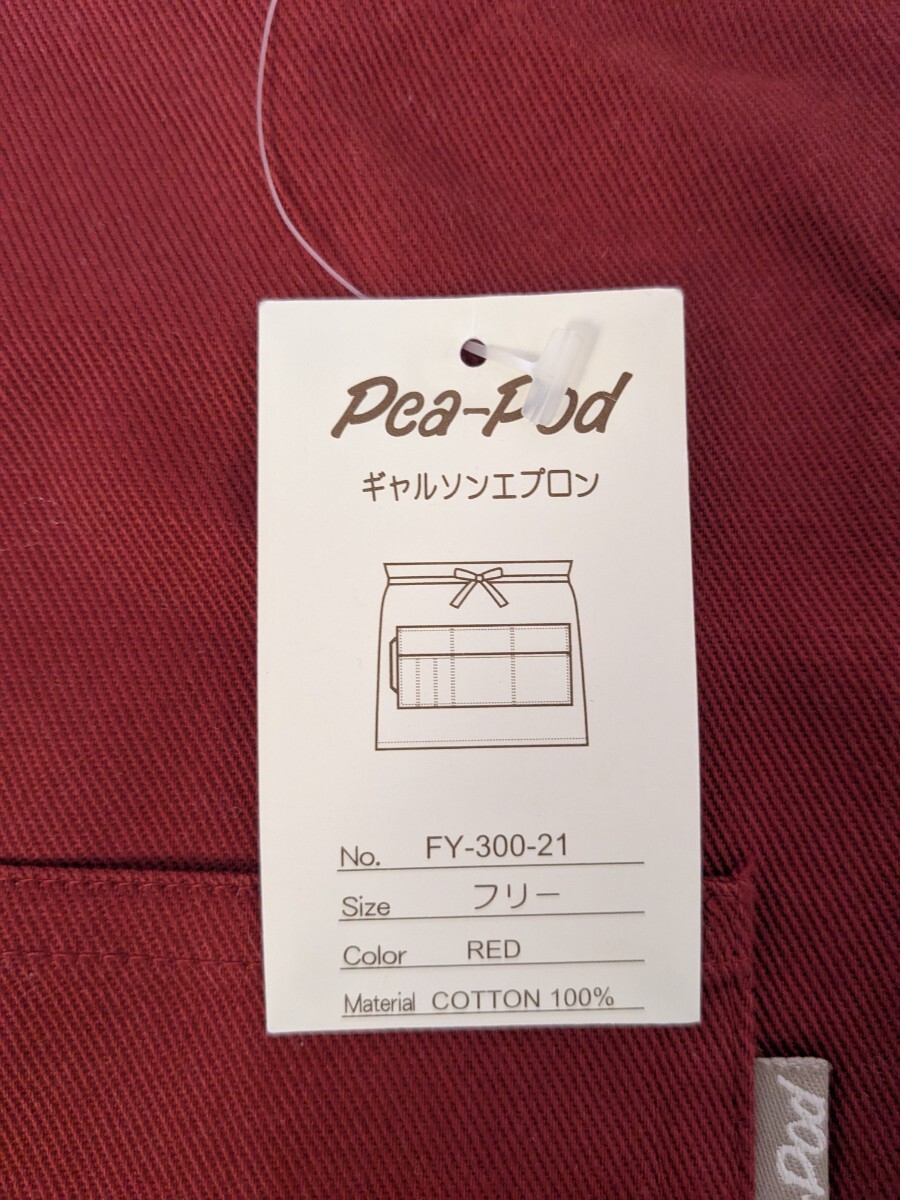 Pea-Pod
ギャルソンエプロン
No. FY-300-21
Size フリー
Color RED
Material COTTON 100%
Pod